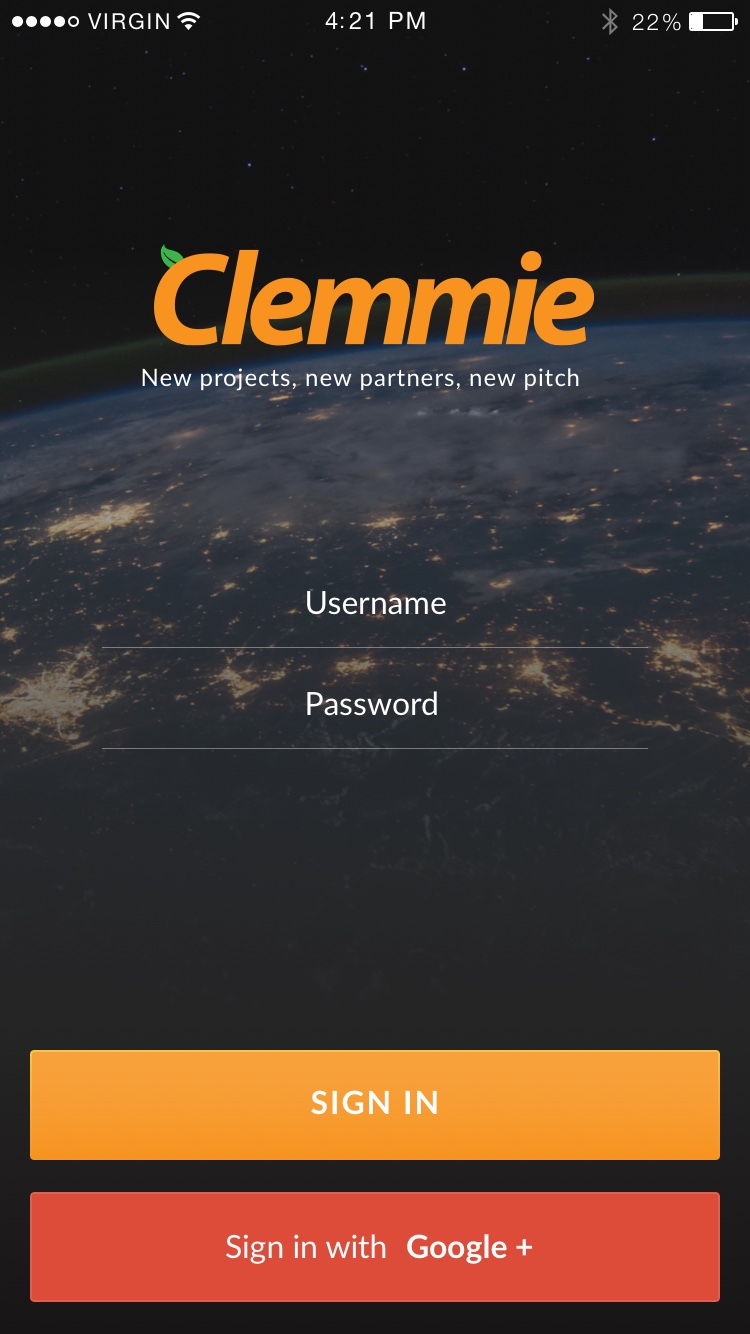 VIRGIN 4:21 PM 22%
Clemmie
New projects, new partners, new pitch
Username
Password
SIGN IN
Sign in with Google +